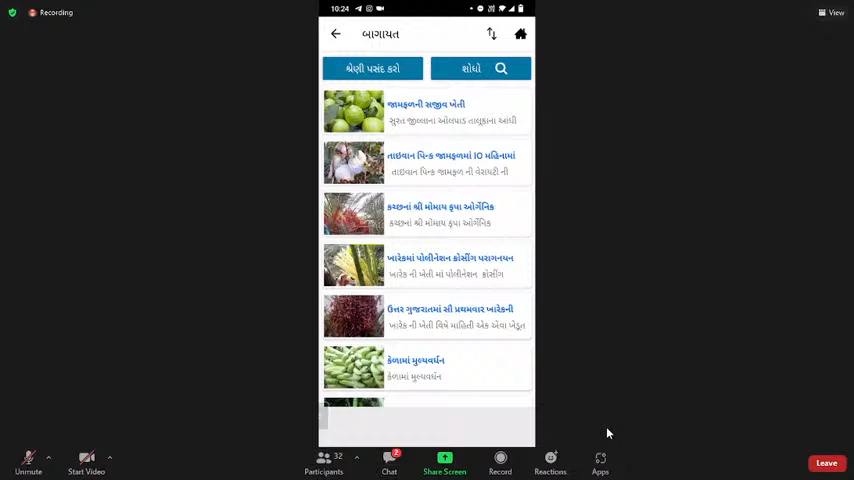 Recording
View
10:24
બાગાયત
શ્રેણી પસંદ કરો
શોધો
જામફળની સજીવ ખેતી
સુરત જીલ્લાના ઓલપાડ તાલૂકાના આંધી
તાઇવાન પિન્ક જામફળમાં 10 મહિનામાં
તાઇવાન પિન્ક જામફળ ની વેરાયટી ની
કચ્છનાં શ્રી મોમાય કૃપા ઓર્ગેનિક
કચ્છનાં શ્રી મોમાય કૃપા ઓર્ગેનિક
ખારેકમાં પોલીનેશન ક્રોસીંગ પરાગનયન
ખારેક ની ખેતી માં પોલીનેશન ક્રોસીંગ
ઉત્તર ગુજરાતમાં સૌ પ્રથમવાર ખારેકની
ખારેક ની ખેતી વિષે માહિતી એક એવા ખેડૂત
કેળામાં મુલ્યવર્ધન
કેળામાં મુલ્યવર્ધન
32
2
Unmute
Start Video
Participants
Chat
Share Screen
Record
Reactions
Apps
Leave